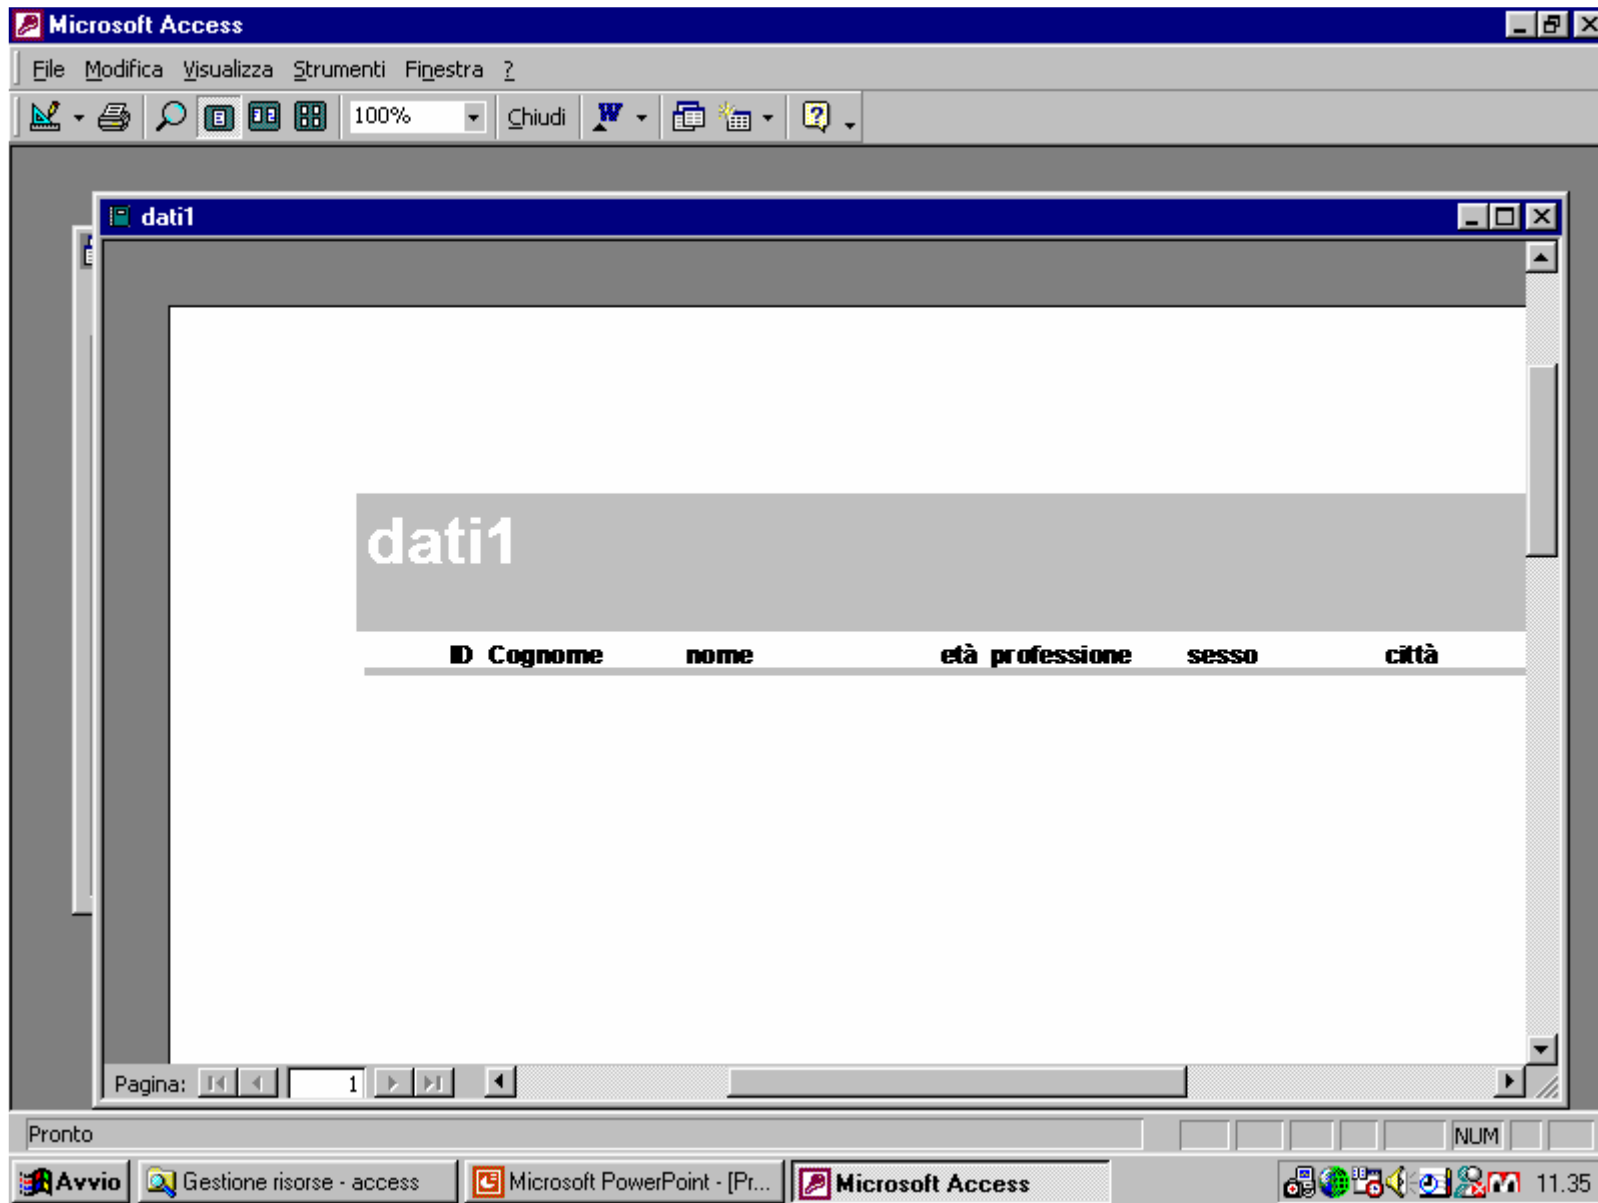 Microsoft Access
File Modifica Visualizza Strumenti Finestra ?
100% Chiudi
dati1
dati1
ID Cognome nome età professione sesso città
Pagina: 1
Pronto NUM
Avvio Gestione risorse - access Microsoft PowerPoint - [Pr... Microsoft Access 11.35